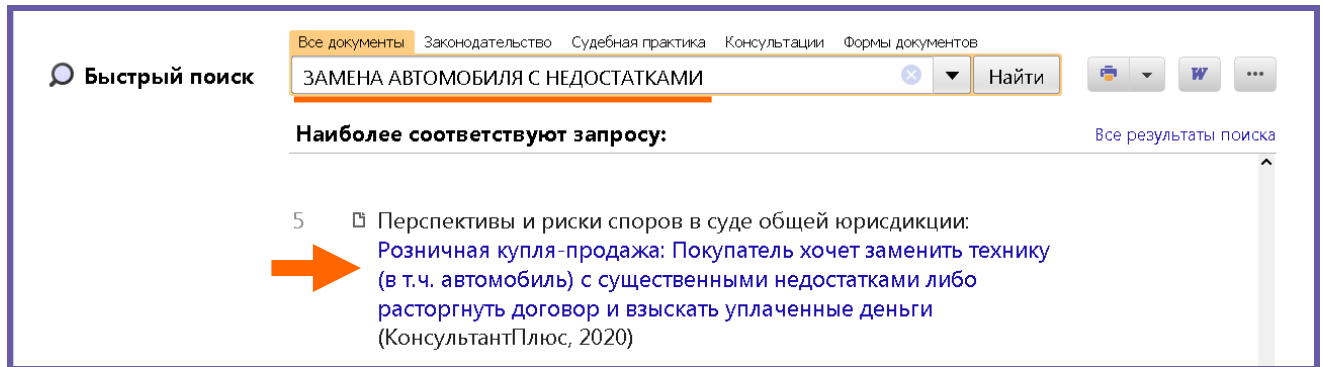 Все документы Законодательство Судебная практика Консультации Формы документов
Быстрый поиск ЗАМЕНА АВТОМОБИЛЯ С НЕДОСТАТКАМИ Найти W ...
Наиболее соответствуют запросу: Все результаты поиска
5 Перспективы и риски споров в суде общей юрисдикции:
Розничная купля-продажа: Покупатель хочет заменить технику
(в т.ч. автомобиль) с существенными недостатками либо
расторгнуть договор и взыскать уплаченные деньги
(КонсультантПлюс, 2020)